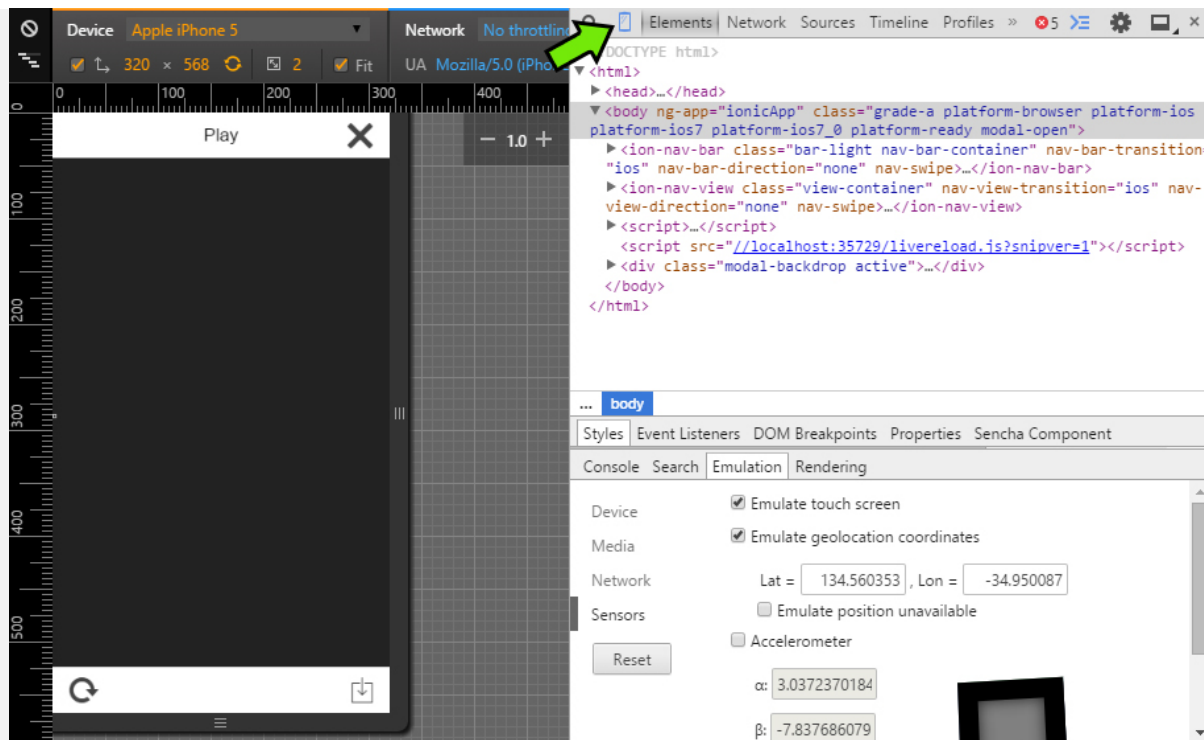 Device Apple iPhone 5
320 × 568 2 Fit
Network No throttling
UA Mozilla/5.0 (iPho
0 100 200 300 400
0
100
200
300
400
500
Play
1.0
Elements Network Sources Timeline Profiles » 5
DOCTYPE html>
<html>
<head>…</head>
<body ng-app="ionicApp" class="grade-a platform-browser platform-ios
platform-ios7 platform-ios7_0 platform-ready modal-open">
<ion-nav-bar class="bar-light nav-bar-container" nav-bar-transition=
"ios" nav-bar-direction="none" nav-swipe>…</ion-nav-bar>
<ion-nav-view class="view-container" nav-view-transition="ios" nav-
view-direction="none" nav-swipe>…</ion-nav-view>
<script>…</script>
<script src="//localhost:35729/livereload.js?snipver=1"></script>
<div class="modal-backdrop active">…</div>
</body>
</html>
... body
Styles Event Listeners DOM Breakpoints Properties Sencha Component
Console Search Emulation Rendering
Device
Media
Network
Sensors
Reset
Emulate touch screen
Emulate geolocation coordinates
Lat = 134.560353 , Lon = -34.950087
Emulate position unavailable
Accelerometer
α: 3.0372370184
β: -7.837686079